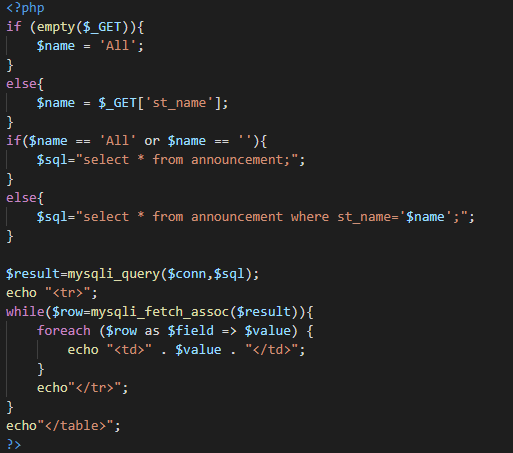 <?php
if (empty($_GET)){
    $name = 'All';
}
else{
    $name = $_GET['st_name'];
}
if($name == 'All' or $name == ''){
    $sql="select * from announcement;";
}
else{
    $sql="select * from announcement where st_name='$name';";
}

$result=mysqli_query($conn,$sql);
echo "<tr>";
while($row=mysqli_fetch_assoc($result)){
    foreach ($row as $field => $value) {
        echo "<td>" . $value . "</td>";
    }
    echo"</tr>";
}
echo"</table>";
?>